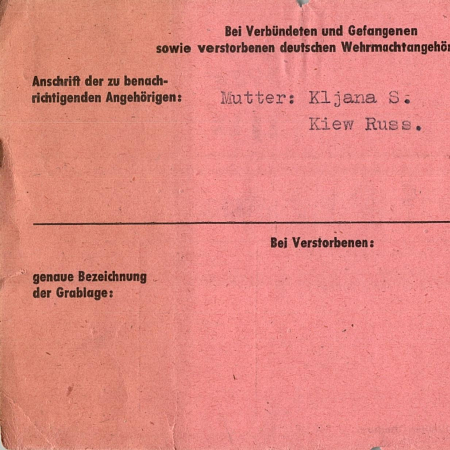 Bei Verbündeten und Gefangenen
sowie verstorbenen deutschen Wehrmachtangehör
Anschrift der zu benach-
richtigenden Angehörigen: Mutter: Kljana S.
Kiew Russ.
Bei Verstorbenen:
genaue Bezeichnung
der Grablage: